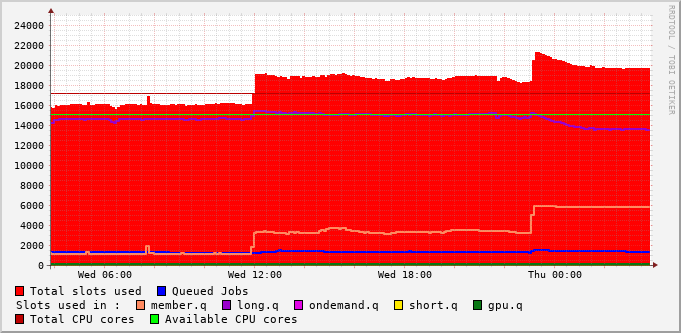 24000
22000
20000
18000
16000
14000
12000
10000
8000
6000
4000
2000
0
Wed 06:00 Wed 12:00 Wed 18:00 Thu 00:00
Total slots used Queued Jobs
Slots used in : member.q long.q ondemand.q short.q gpu.q
Total CPU cores Available CPU cores
RRDTOOL / TOBI OETIKER